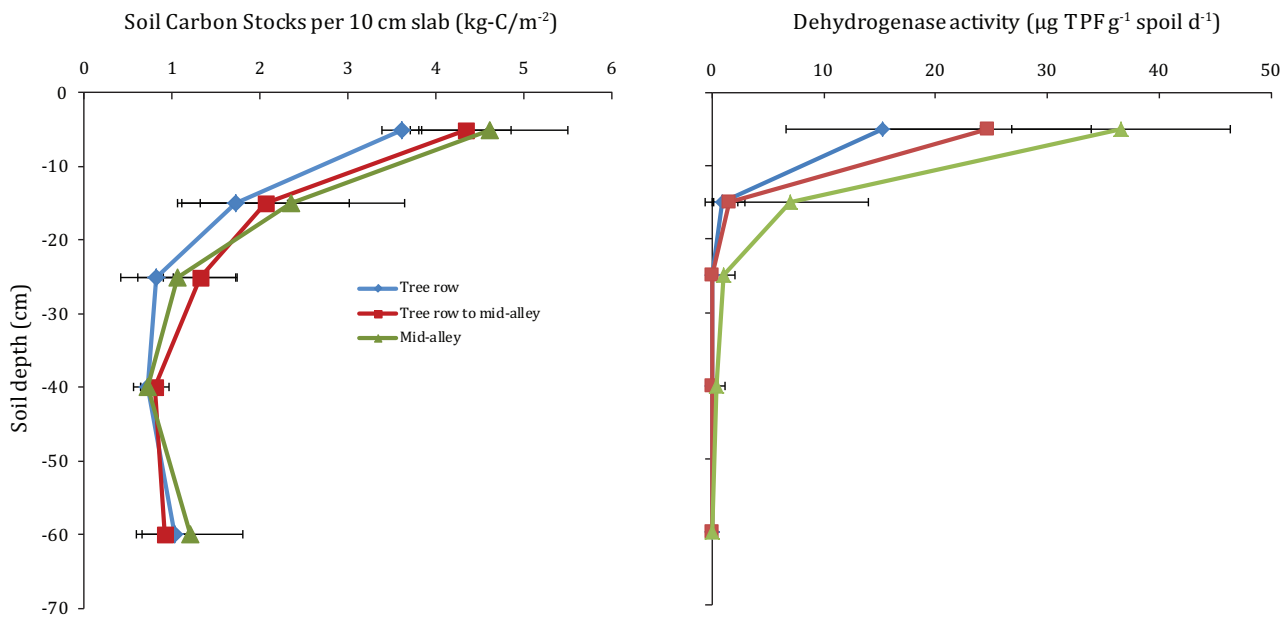 Soil Carbon Stocks per 10 cm slab (kg-C/m⁻²)
0 1 2 3 4 5 6
0
-10
-20
-30
-40
-50
-60
-70
Soil depth (cm)
Tree row
Tree row to mid-alley
Mid-alley
Dehydrogenase activity (µg TPF g⁻¹ spoil d⁻¹)
0 10 20 30 40 50